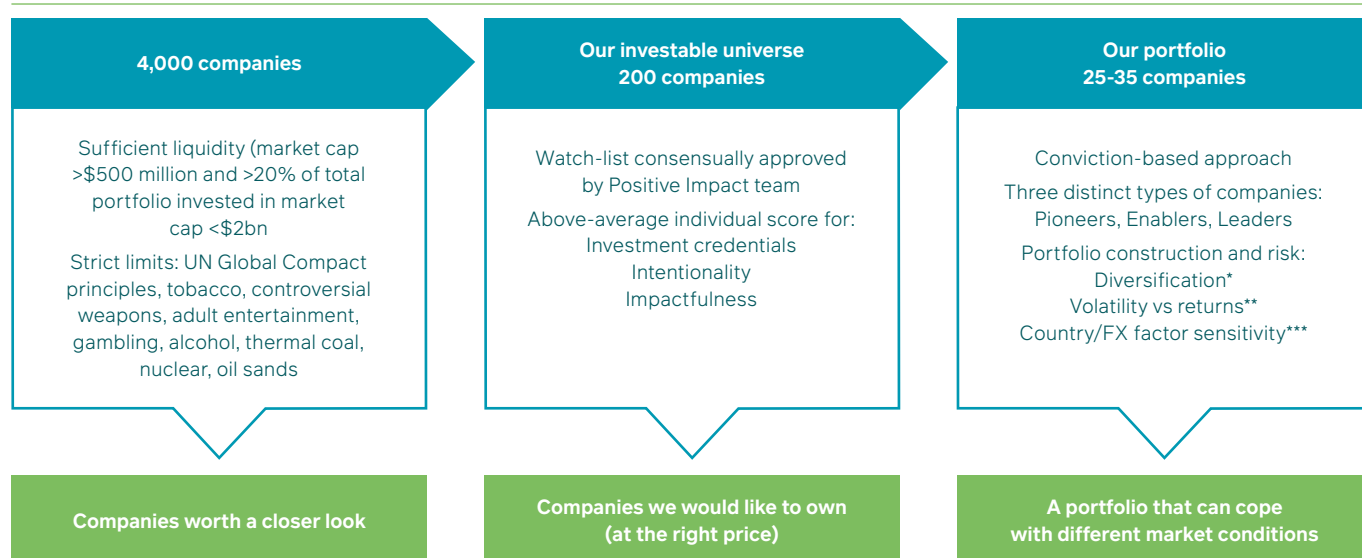 4,000 companies
Sufficient liquidity (market cap
>$500 million and >20% of total
portfolio invested in market
cap <$2bn
Strict limits: UN Global Compact
principles, tobacco, controversial
weapons, adult entertainment,
gambling, alcohol, thermal coal,
nuclear, oil sands
Companies worth a closer look
Our investable universe
200 companies
Watch-list consensually approved
by Positive Impact team
Above-average individual score for:
Investment credentials
Intentionality
Impactfulness
Companies we would like to own
(at the right price)
Our portfolio
25-35 companies
Conviction-based approach
Three distinct types of companies:
Pioneers, Enablers, Leaders
Portfolio construction and risk:
Diversification*
Volatility vs returns**
Country/FX factor sensitivity***
A portfolio that can cope
with different market conditions